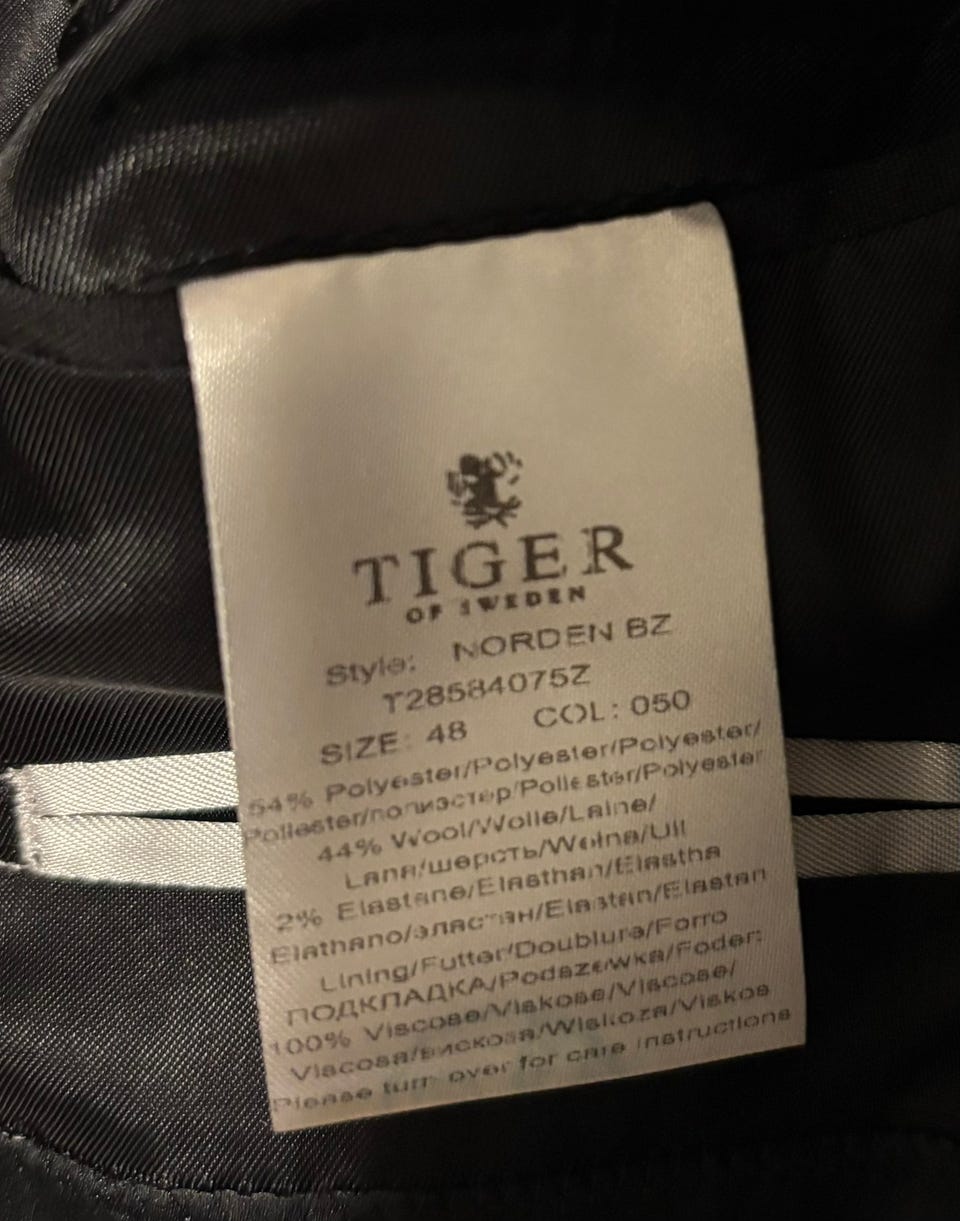 TIGER
OF SWEDEN
Style: NORDEN BZ
T28584075Z
SIZE: 48 COL: 050
54% Polyester/Polyester/Polyester/
Poliester/полиэстер/Poliester/Polyester
44% Wool/Wolle/Laine/
Lana/шерсть/Wełna/Ull
2% Elastane/Elasthan/Elastha
Elathano/эластан/Elastan/Elastan
Lining/Futter/Doublure/Forro
ПОДКЛАДКА/Podszewka/Foder:
100% Viscose/Viskose/Viscose/
Viscosa/вискоза/Wiskoza/Viskos
Please turn over for care instructions